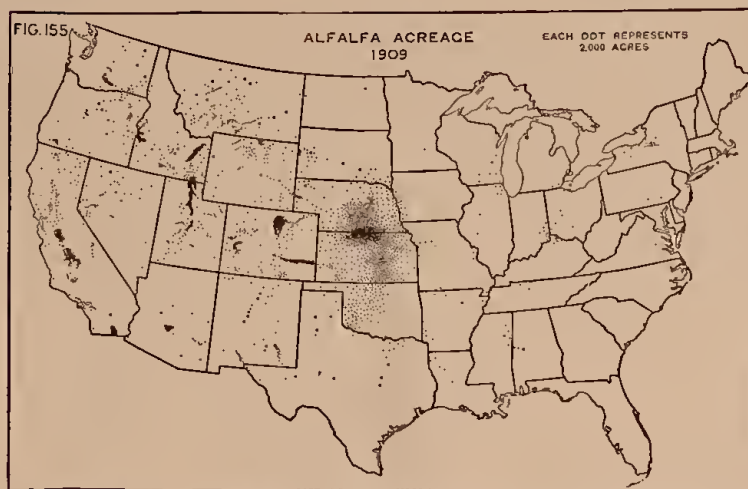 FIG. 155
ALFALFA ACREAGE
1909
EACH DOT REPRESENTS
2,000 ACRES